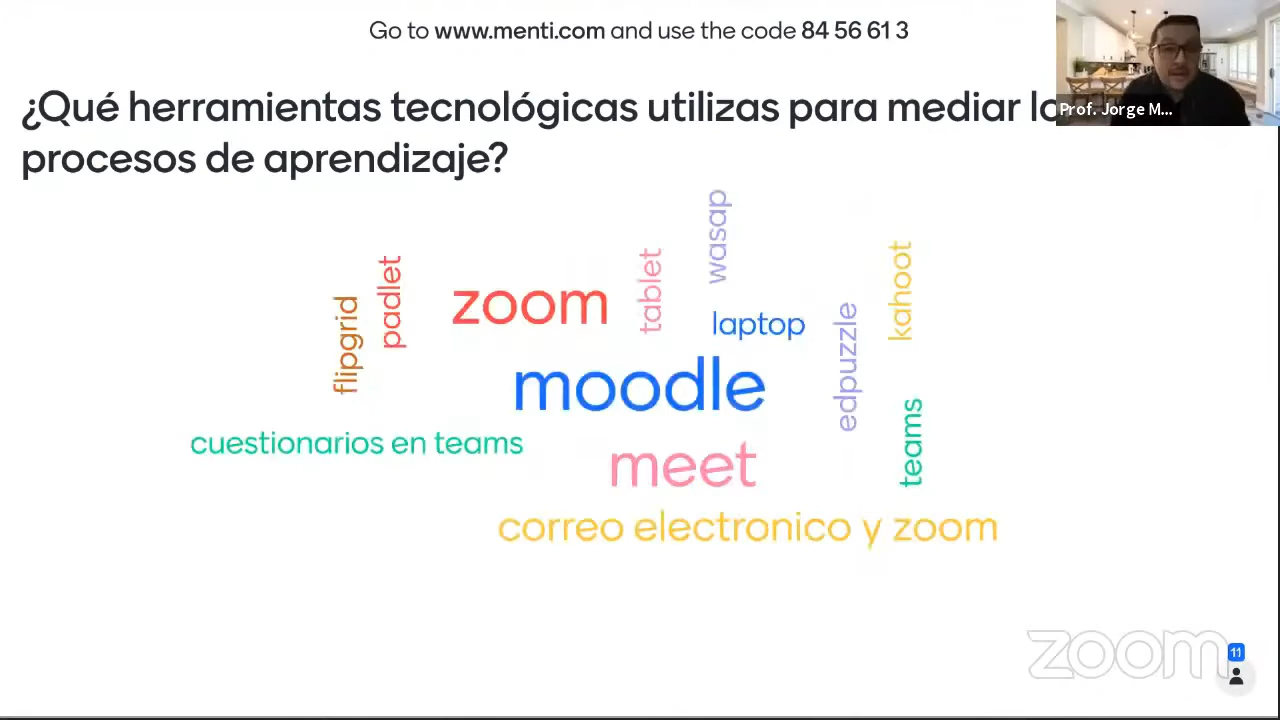 Go to www.menti.com and use the code 84 56 61 3
¿Qué herramientas tecnológicas utilizas para mediar lo
procesos de aprendizaje?
Prof. Jorge M...
wasap
padlet
flipgrid
zoom
tablet
laptop
kahoot
edpuzzle
moodle
teams
cuestionarios en teams
meet
correo electronico y zoom
zoom
11